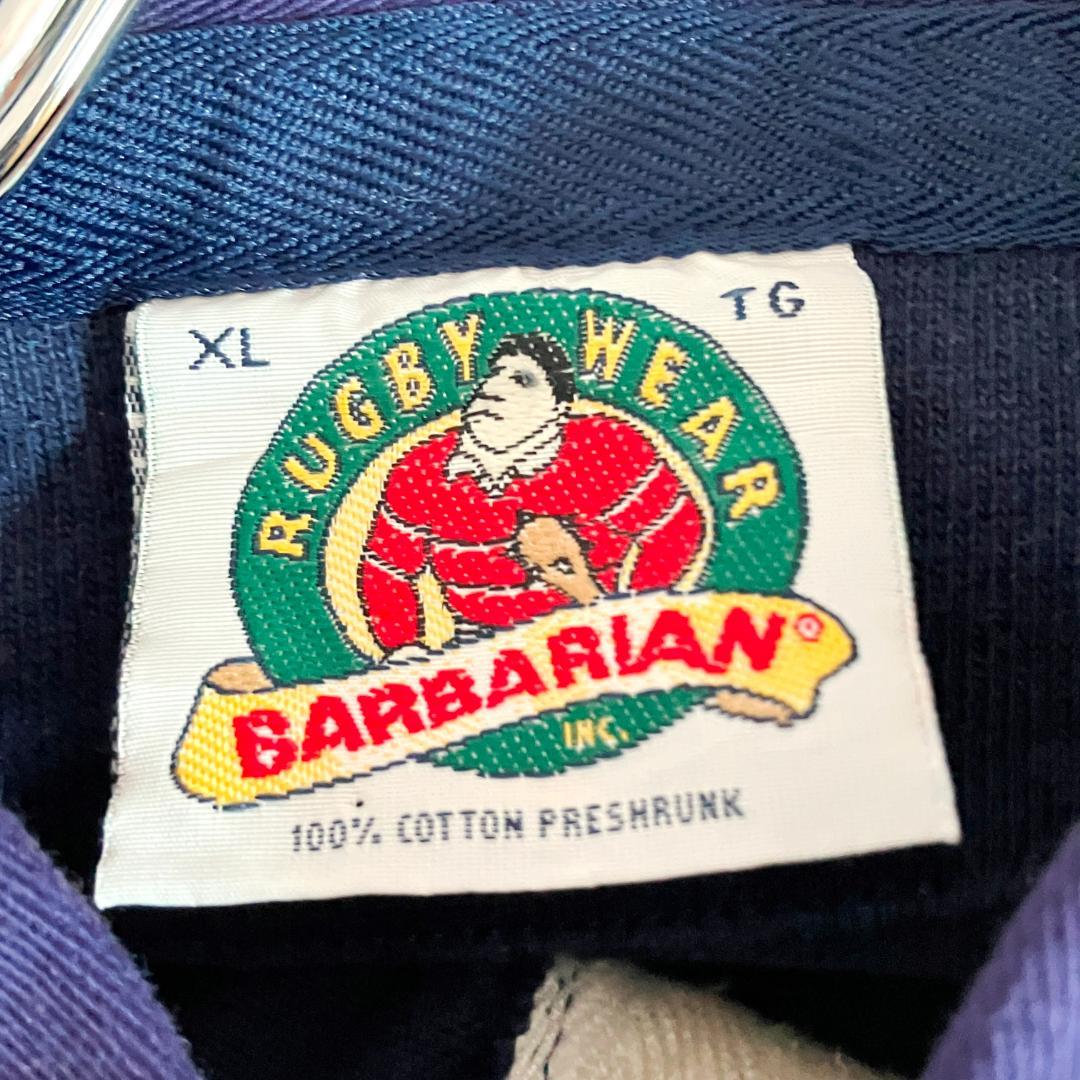 XL TG
RUGBY WEAR
BARBARIAN®
INC.
100% COTTON PRESHRUNK